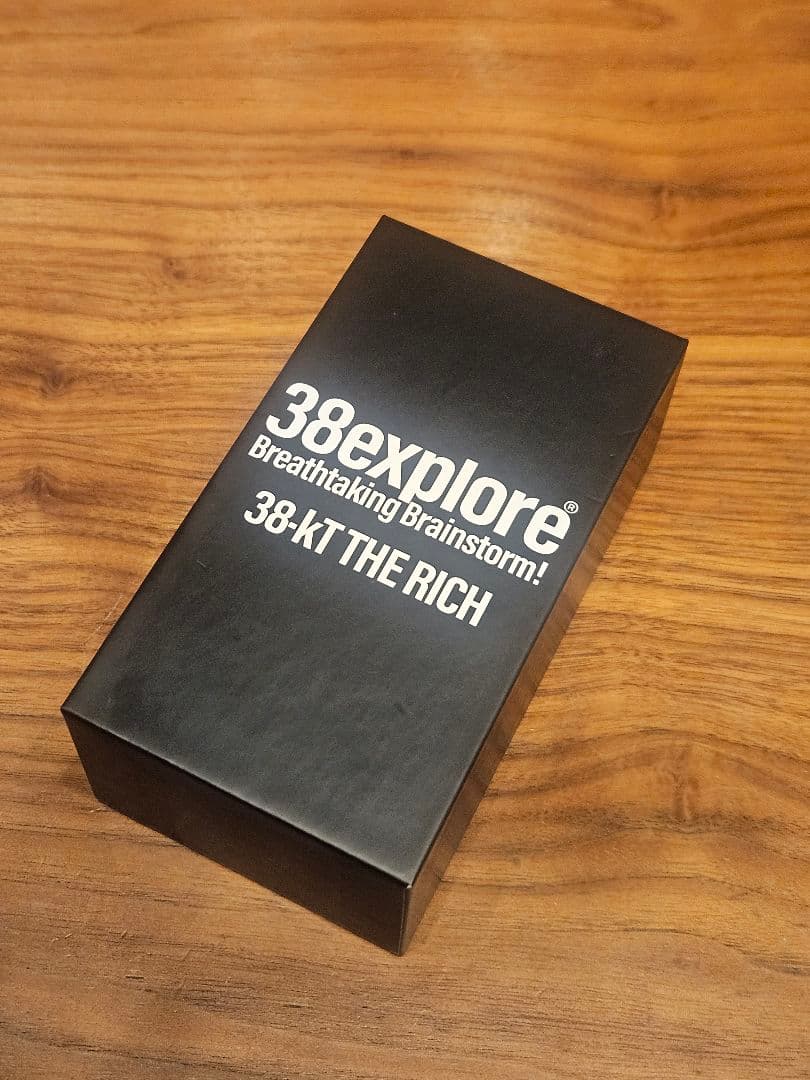 38explore®
Breathtaking Brainstorm!
38-kT THE RICH